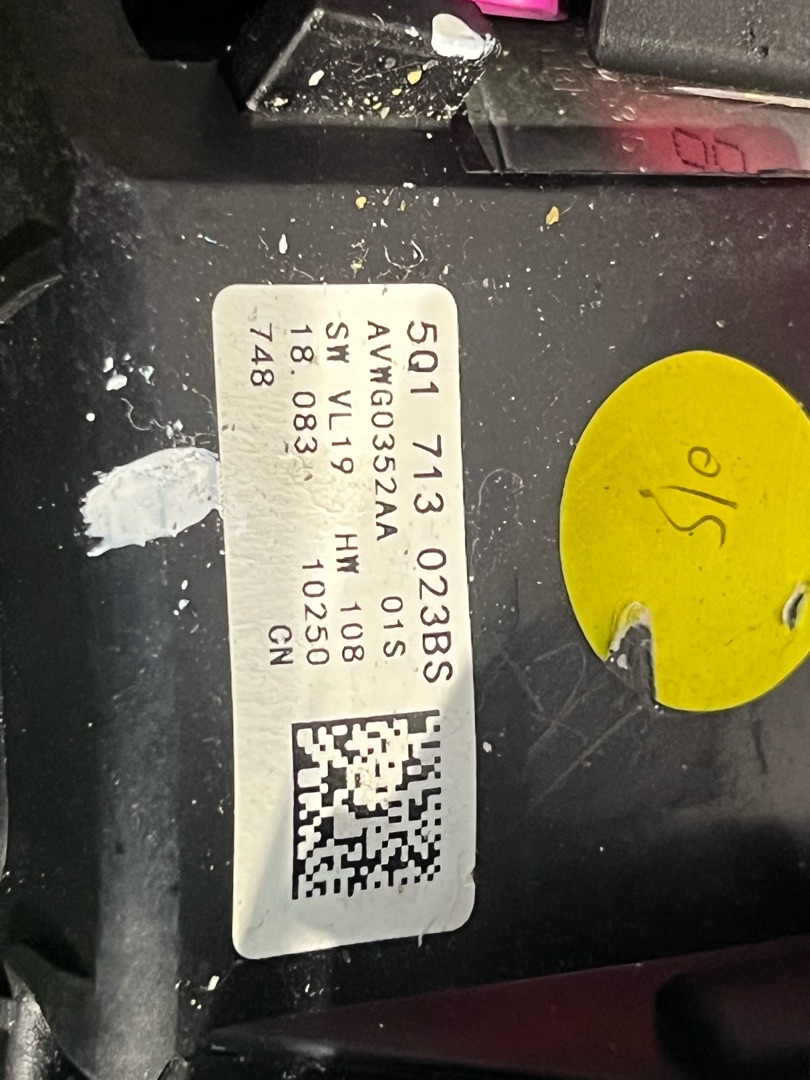 5Q1 713 023BS
AVWG0352AA 01S
SW VL19 HW 108
18.083 10250
748 CN